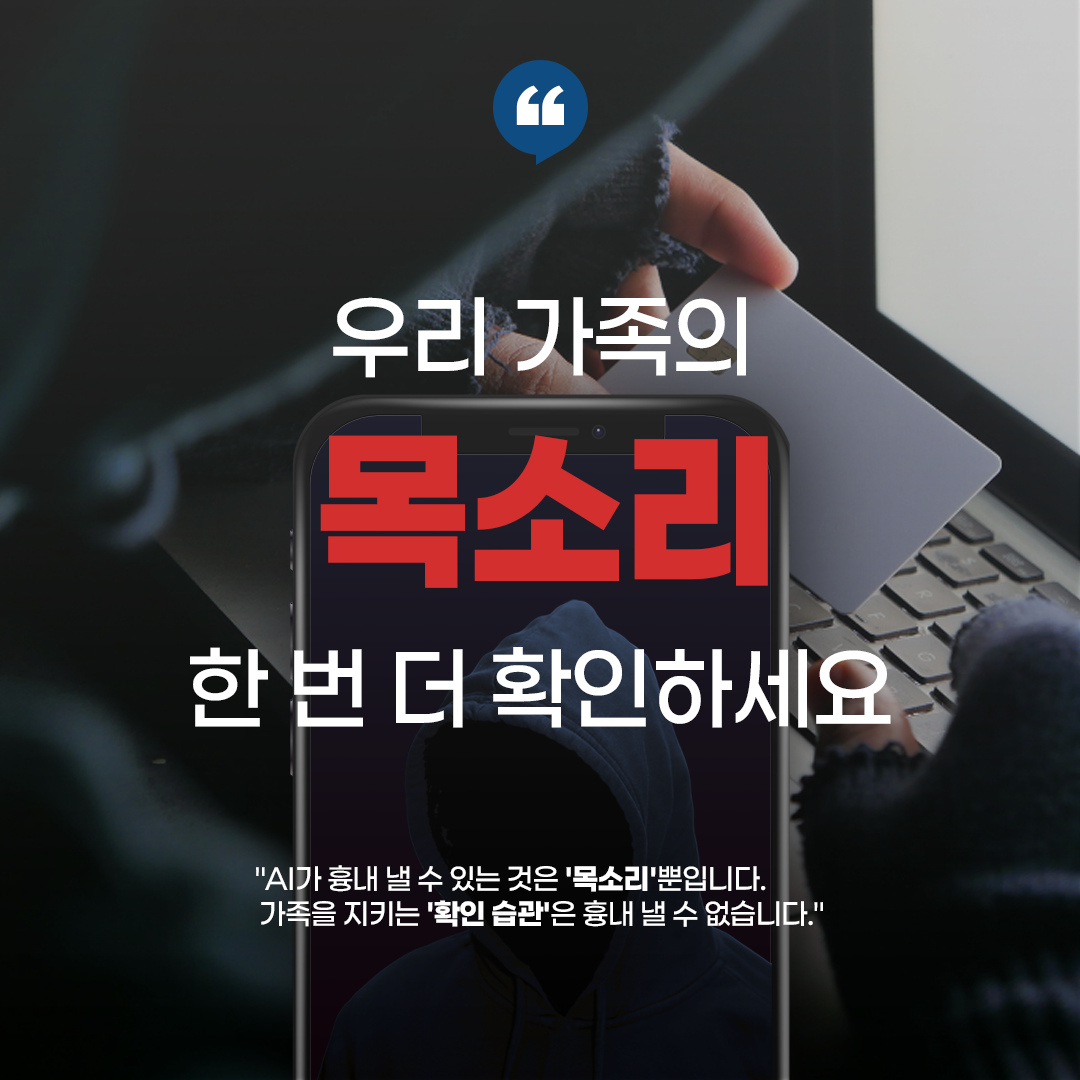 우리 가족의
목소리
한 번 더 확인하세요
"AI가 흉내 낼 수 있는 것은 '목소리'뿐입니다.
가족을 지키는 '확인 습관'은 흉내 낼 수 없습니다."